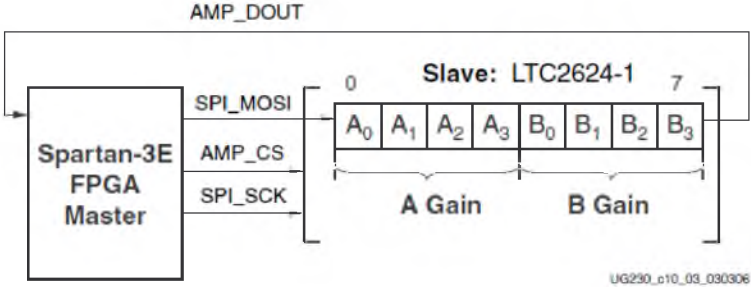 AMP_DOUT
0 Slave: LTC2624-1 7
SPI_MOSI
A0 A1 A2 A3 B0 B1 B2 B3
Spartan-3E
FPGA
Master
AMP_CS
SPI_SCK
A Gain B Gain
UG230_c10_03_030306